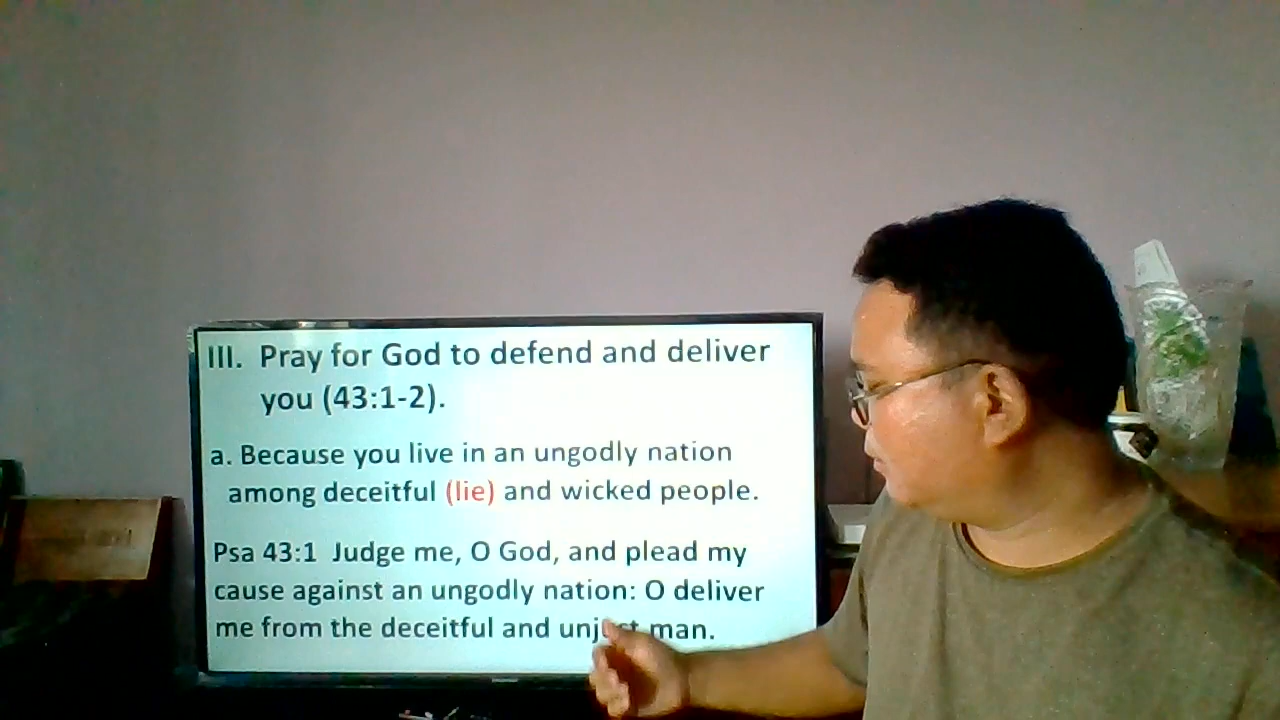 III. Pray for God to defend and deliver
you (43:1-2).
a. Because you live in an ungodly nation
among deceitful (lie) and wicked people.
Psa 43:1 Judge me, O God, and plead my
cause against an ungodly nation: O deliver
me from the deceitful and unjust man.